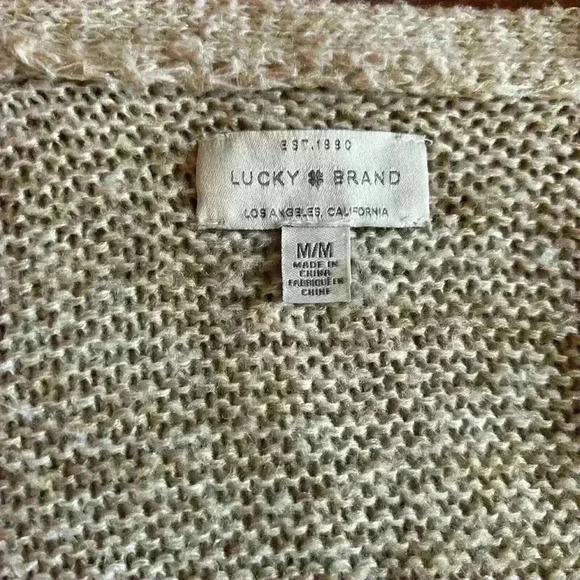 EST. 1990
LUCKY BRAND
LOS ANGELES, CALIFORNIA
M/M
MADE IN
CHINA
FABRIQUÉ EN
CHINE